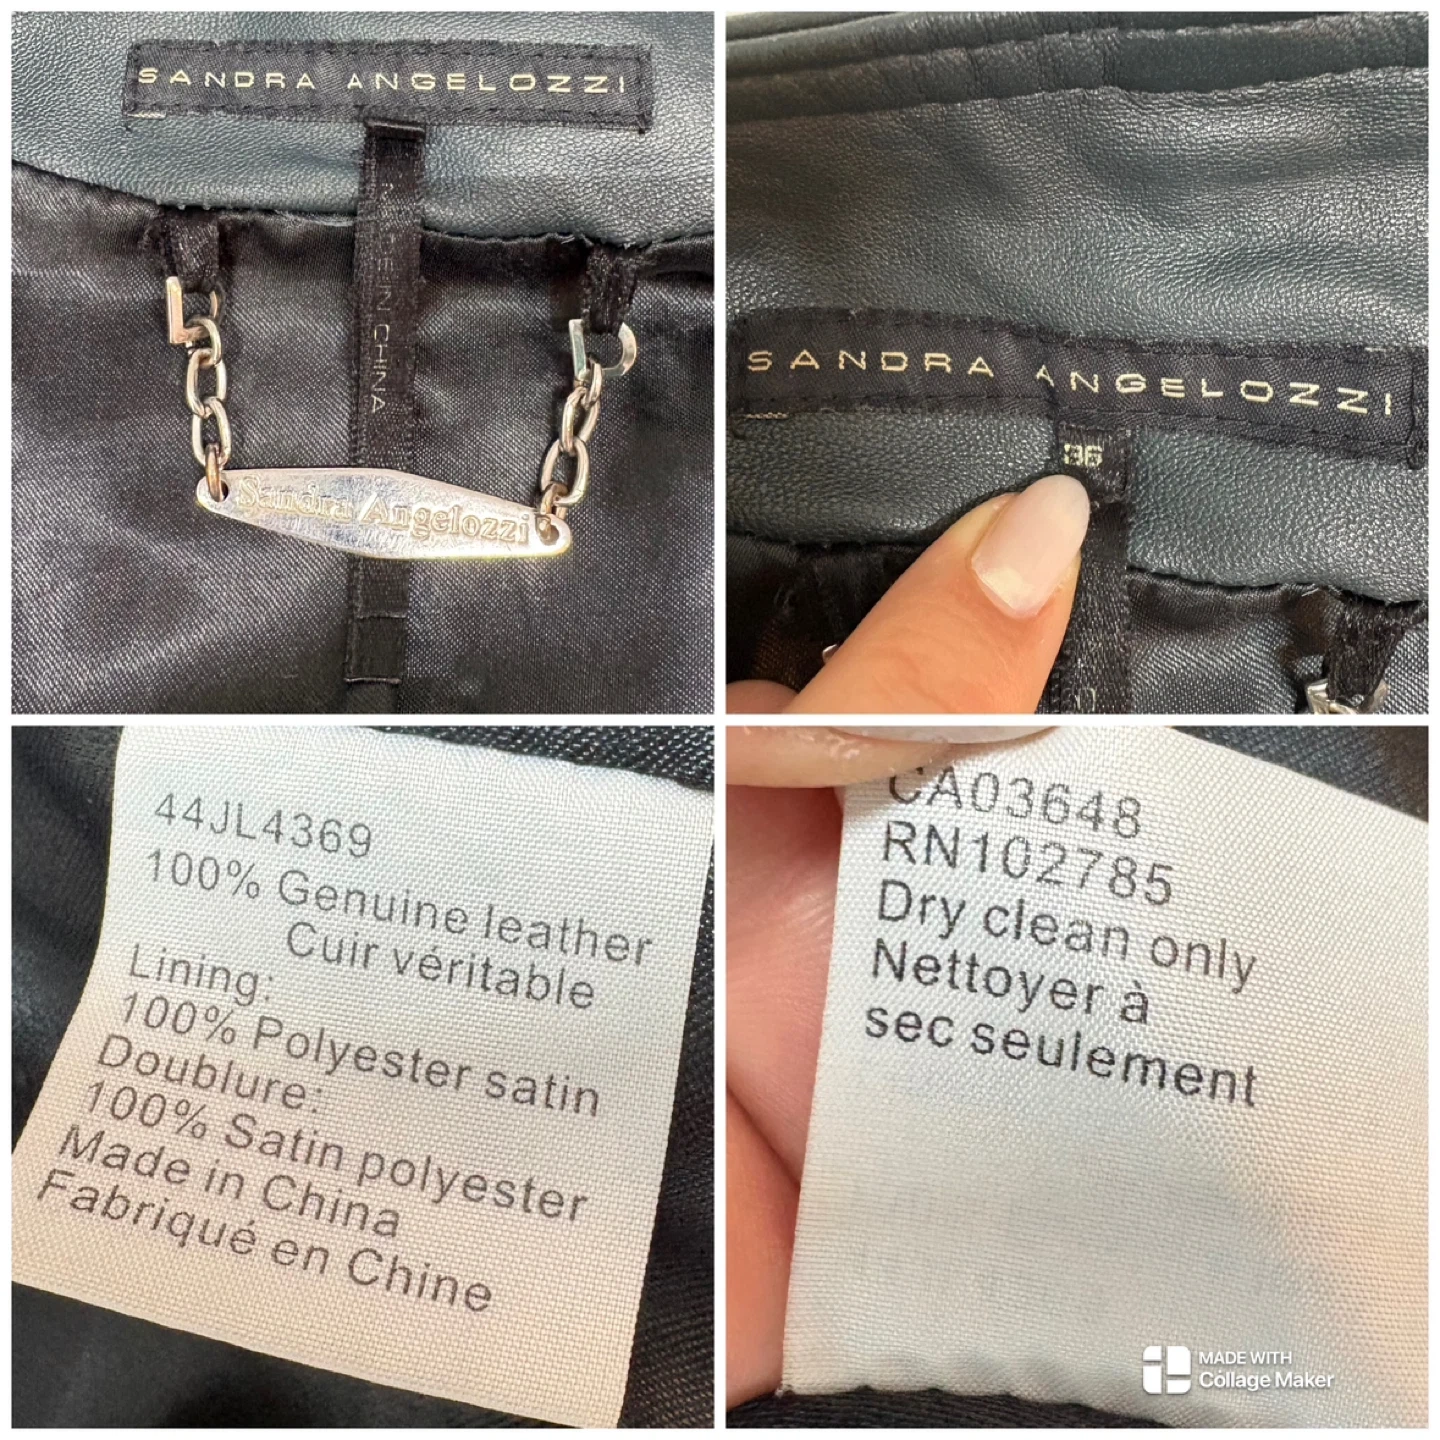 SANDRA ANGELOZZI
MADE IN CHINA
Sandra Angelozzi
SANDRA ANGELOZZI
36
44JL4369
100% Genuine leather
Cuir véritable
Lining:
100% Polyester satin
Doublure:
100% Satin polyester
Made in China
Fabriqué en Chine
CA03648
RN102785
Dry clean only
Nettoyer à
sec seulement
MADE WITH
Collage Maker